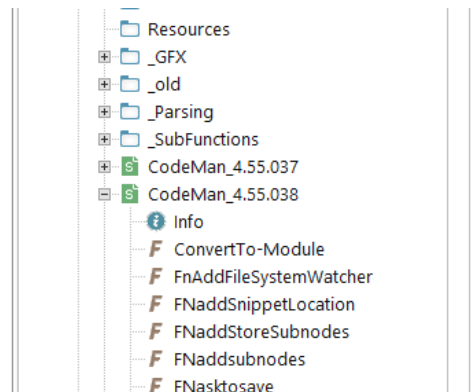 Resources
_GFX
_old
_Parsing
_SubFunctions
CodeMan_4.55.037
CodeMan_4.55.038
Info
ConvertTo-Module
FnAddFileSystemWatcher
FNaddSnippetLocation
FNaddStoreSubnodes
FNaddsubnodes
FNasktosave